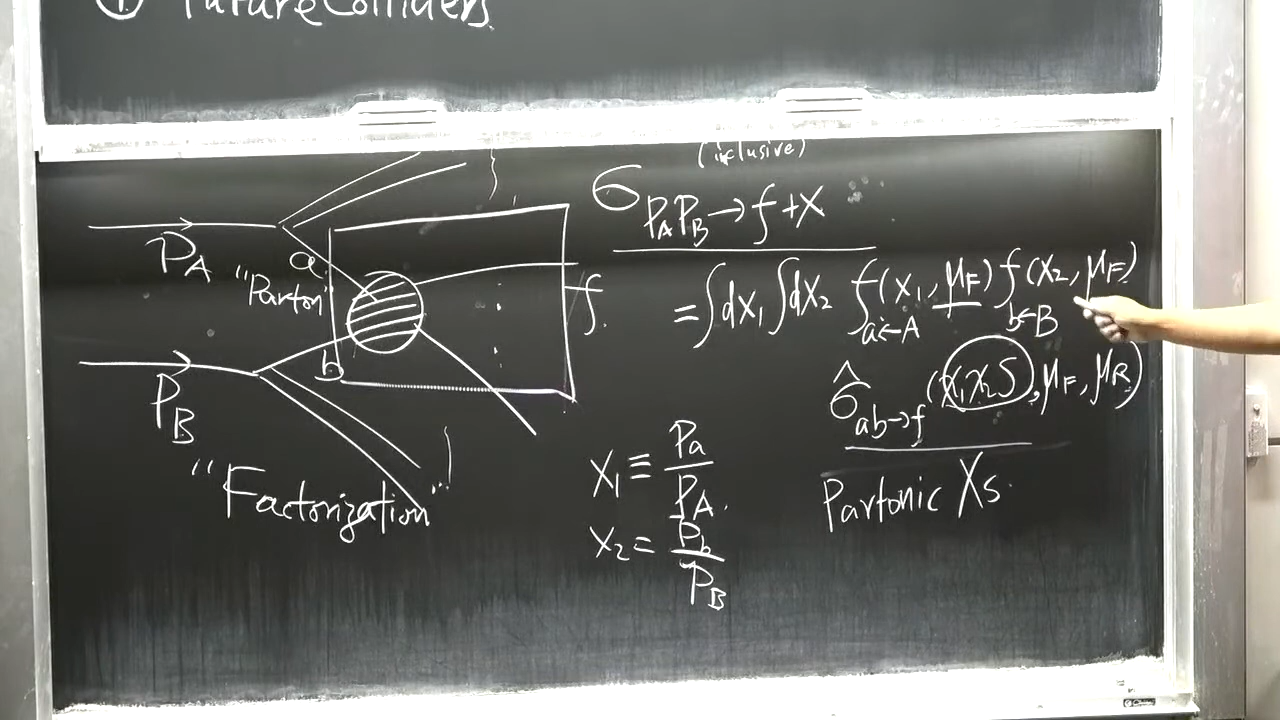 ① Future Colliders.
(inclusive)
σ P_A P_B → f + X
= ∫dx₁ ∫dx₂ f_{a←A}(x₁, μ_F) f_{b←B}(x₂, μ_F)
σ̂_{ab→f} (x₁x₂S, μ_F, μ_R)
Partonic Xs.
P_A
a
"Parton"
f.
b
P_B
"Factorization"
x₁ ≡ P_a / P_A.
x₂ = P_b / P_B